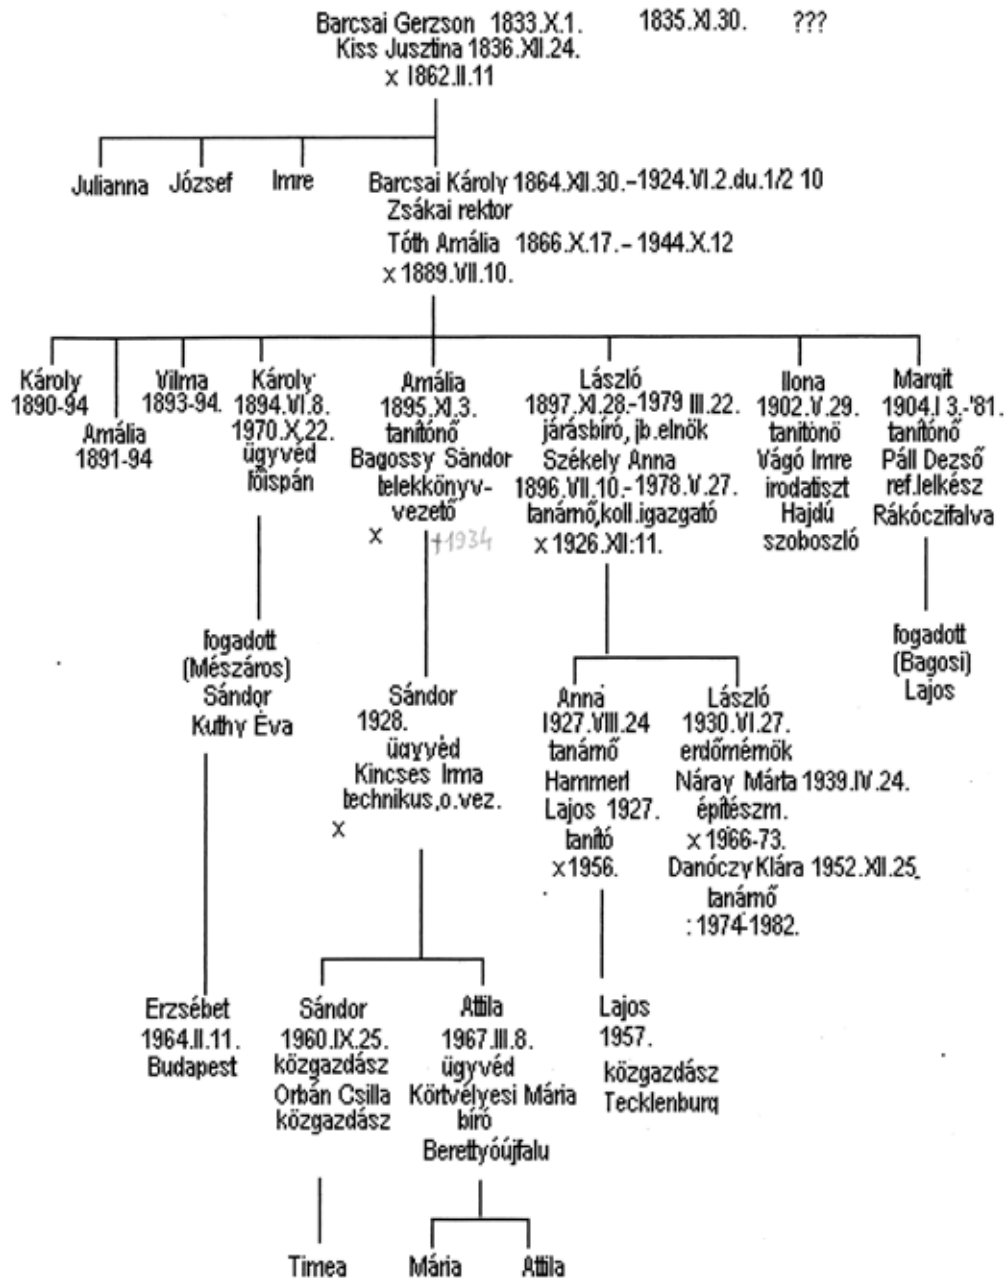 Barcsai Gerzson 1833.X.1. 1835.XI.30. ???
Kiss Jusztina 1836.XII.24.
x 1862.II.11
Julianna József Imre
Barcsai Károly 1864.XII.30.-1924.VI.2.du.1/2 10
Zsákai rektor
Tóth Amália 1866.X.17.- 1944.X.12
x 1889.VII.10.
Károly
1890-94
Amália
1891-94
Vilma
1893-94.
Károly
1894.VI.8.
1970.X.22.
ügyvéd
főispán
Amália
1895.XI.3.
tanítónő
Bagossy Sándor
telekkönyv-
vezető
x †1934
László
1897.XI.28.-1979 III.22.
járásbíró, jb.elnök
Székely Anna
1896.VII.10.-1978.V.27.
tanárnő,koll.igazgató
x 1926.XII:11.
Ilona
1902.V.29.
tanítónő
Vágó Imre
irodatiszt
Hajdú
szoboszló
Margit
1904.I 3.-'81.
tanítónő
Páll Dezső
ref.lelkész
Rákóczifalva
fogadott
(Mészáros)
Sándor
Kuthy Éva
Sándor
1928.
ügyvéd
Kincses Irma
technikus,o.vez.
x
Anna
1927.VIII.24
tanárnő
Hammerl
Lajos 1927.
tanító
x 1956.
László
1930.VI.27.
erdőmérnök
Náray Márta 1939.IV.24.
építészm.
x 1966-73.
Danóczy Klára 1952.XII.25.
tanárnő
: 1974-1982.
fogadott
(Bagosi)
Lajos
Erzsébet
1964.II.11.
Budapest
Sándor
1960.IX.25.
közgazdász
Orbán Csilla
közgazdász
Attila
1967.III.8.
ügyvéd
Körtvélyesi Mária
bíró
Berettyóújfalu
Lajos
1957.
közgazdász
Tecklenburg
Timea Mária Attila